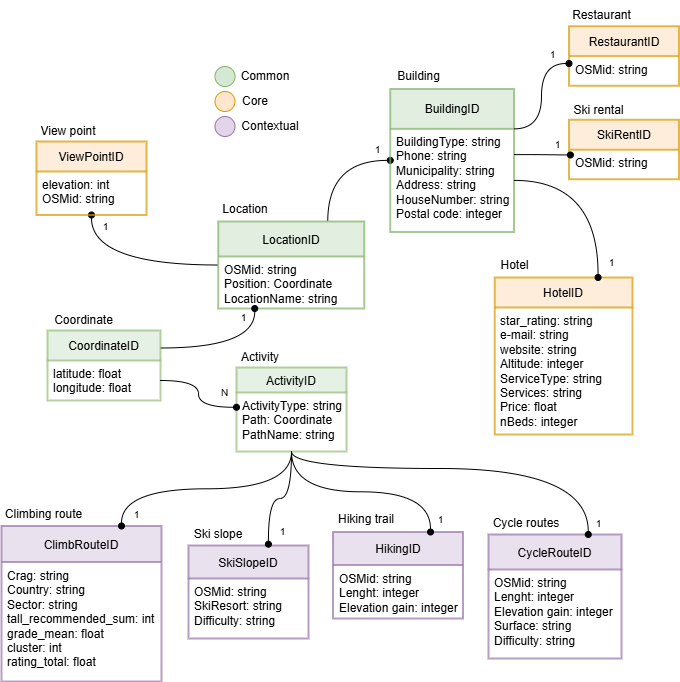 Restaurant
RestaurantID
OSMid: string
1
Common
Core
Contextual
Building
BuildingID
BuildingType: string
Phone: string
Municipality: string
Address: string
HouseNumber: string
Postal code: integer
1
Ski rental
SkiRentID
OSMid: string
1
View point
ViewPointID
elevation: int
OSMid: string
1
Location
LocationID
OSMid: string
Position: Coordinate
LocationName: string
1
Hotel
HotelID
star_rating: string
e-mail: string
website: string
Altitude: integer
ServiceType: string
Services: string
Price: float
nBeds: integer
1
Coordinate
CoordinateID
latitude: float
longitude: float
1
N
Activity
ActivityID
ActivityType: string
Path: Coordinate
PathName: string
Climbing route
ClimbRouteID
Crag: string
Country: string
Sector: string
tall_recommended_sum: int
grade_mean: float
cluster: int
rating_total: float
1
Ski slope
SkiSlopeID
OSMid: string
SkiResort: string
Difficulty: string
1
Hiking trail
HikingID
OSMid: string
Lenght: integer
Elevation gain: integer
1
Cycle routes
CycleRouteID
OSMid: string
Lenght: integer
Elevation gain: integer
Surface: string
Difficulty: string